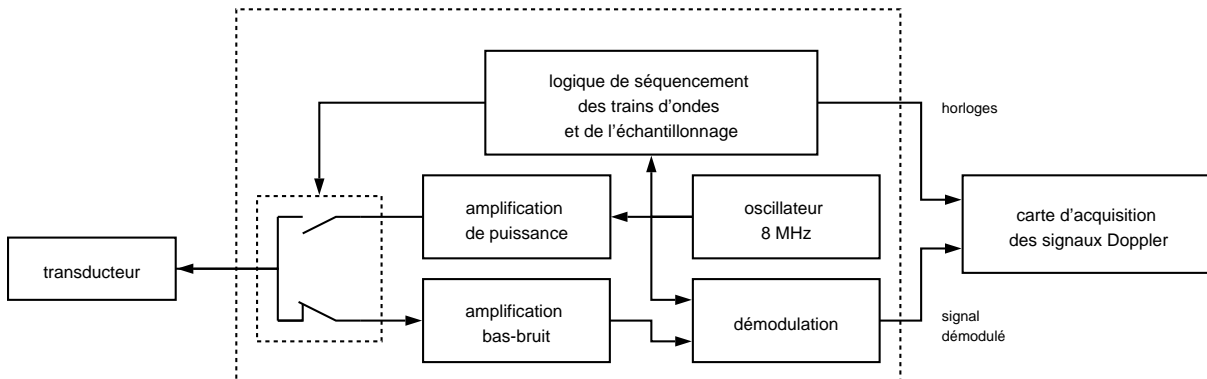 logique de séquencement
des trains d'ondes
et de l'échantillonnage
horloges
amplification
de puissance
oscillateur
8 MHz
carte d'acquisition
des signaux Doppler
transducteur
amplification
bas-bruit
démodulation
signal
démodulé